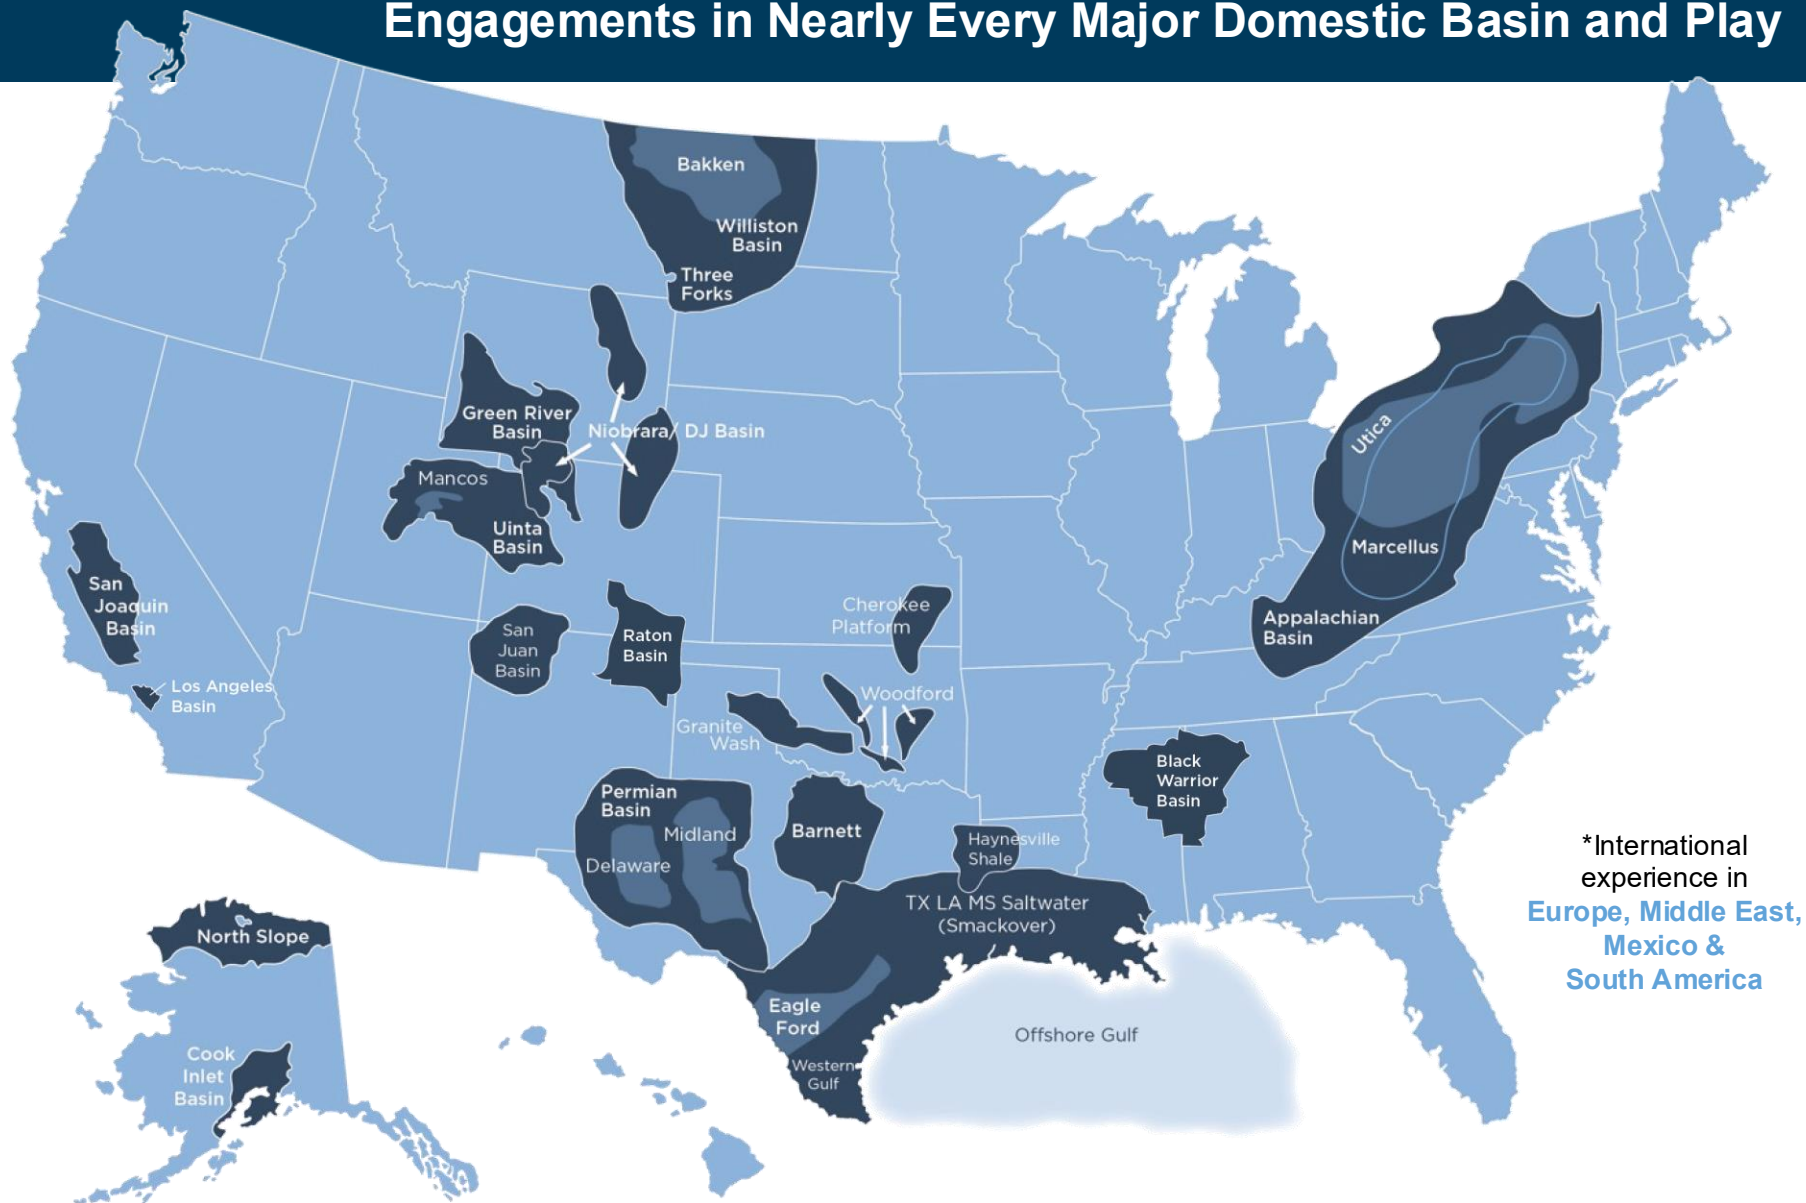 Engagements in Nearly Every Major Domestic Basin and Play
Bakken
Williston
Basin
Three
Forks
Green River
Basin
Niobrara/ DJ Basin
Mancos
Uinta
Basin
Utica
Marcellus
Appalachian
Basin
San
Joaquin
Basin
Los Angeles
Basin
San
Juan
Basin
Raton
Basin
Cherokee
Platform
Woodford
Granite
Wash
Permian
Basin
Midland
Delaware
Barnett
Haynesville
Shale
Black
Warrior
Basin
TX LA MS Saltwater
(Smackover)
Eagle
Ford
Western
Gulf
Offshore Gulf
North Slope
Cook
Inlet
Basin
*International
experience in
Europe, Middle East,
Mexico &
South America